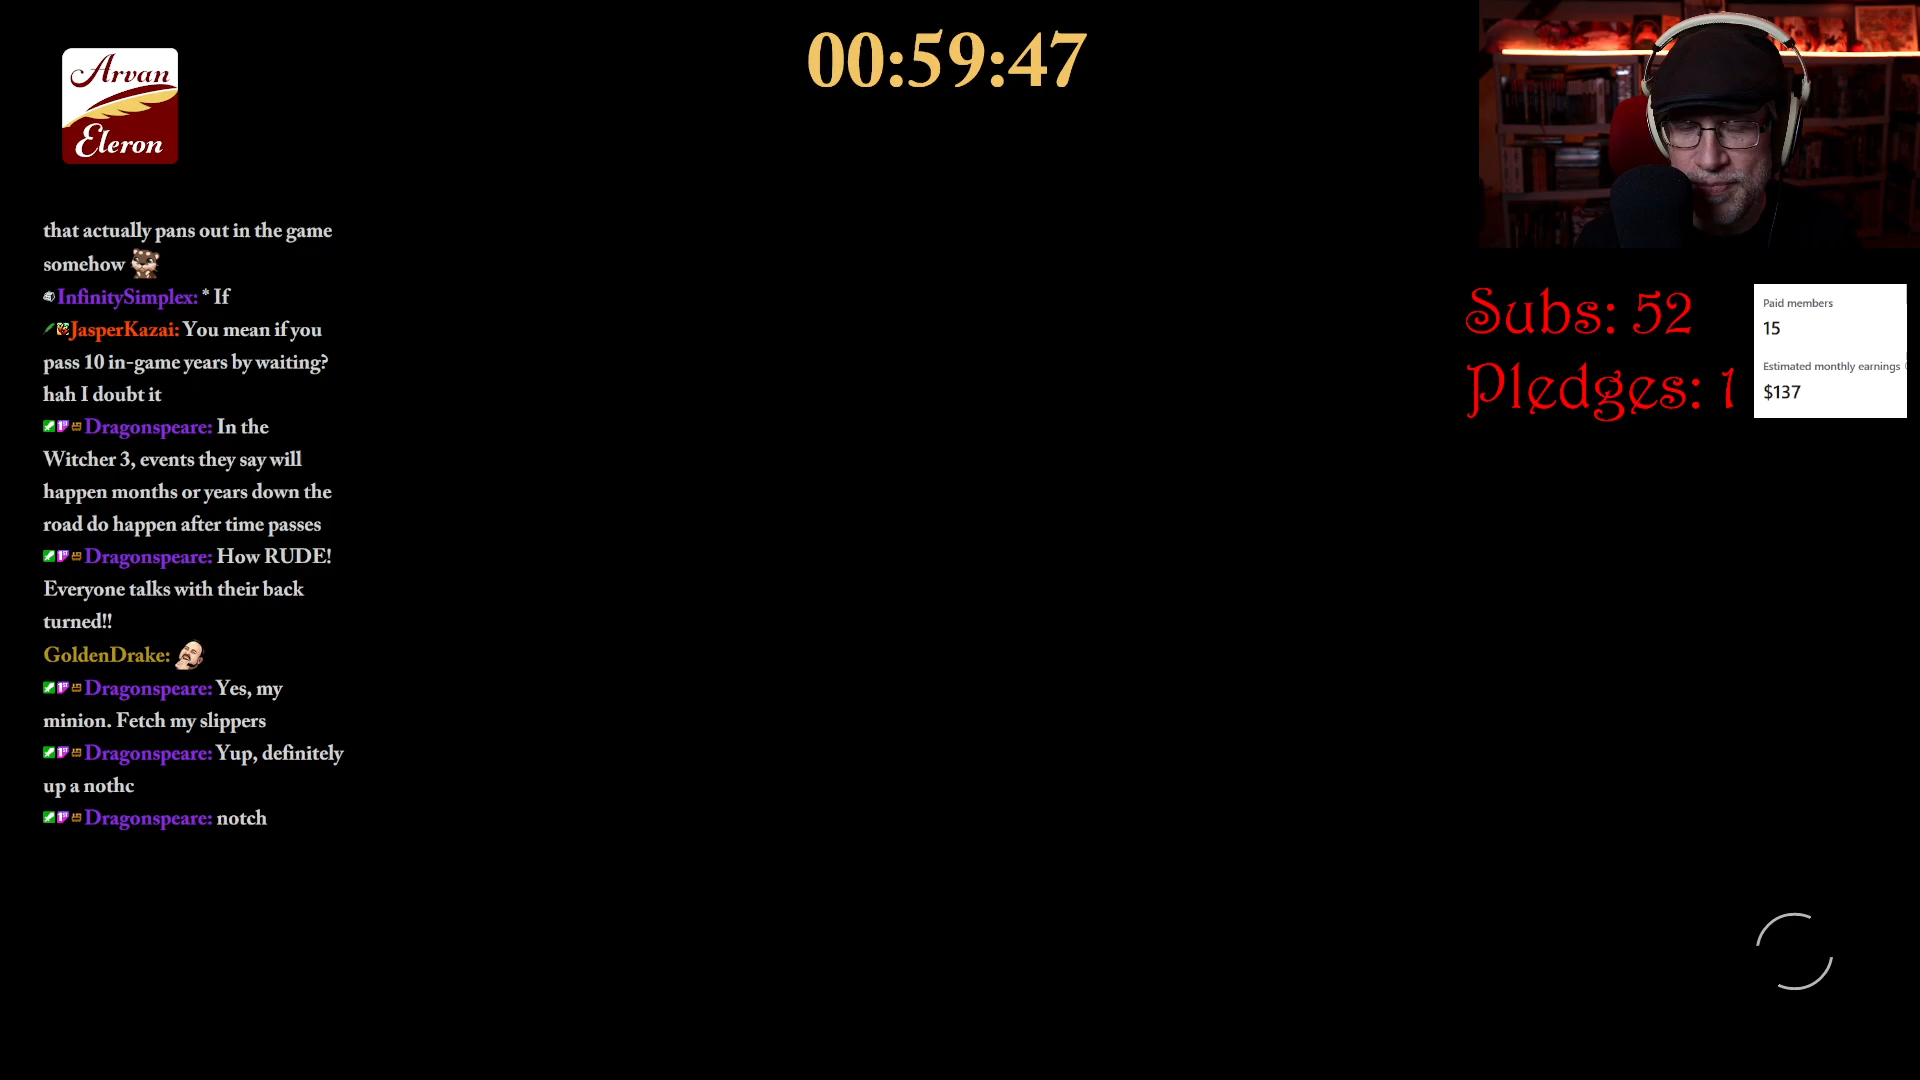 00:59:47
Arvan
Eleron
that actually pans out in the game
somehow
InfinitySimplex: * If
JasperKazai: You mean if you
pass 10 in-game years by waiting?
hah I doubt it
Dragonspeare: In the
Witcher 3, events they say will
happen months or years down the
road do happen after time passes
Dragonspeare: How RUDE!
Everyone talks with their back
turned!!
GoldenDrake:
Dragonspeare: Yes, my
minion. Fetch my slippers
Dragonspeare: Yup, definitely
up a nothc
Dragonspeare: notch
Subs: 52
Pledges: 1
Paid members
15
Estimated monthly earnings
$137